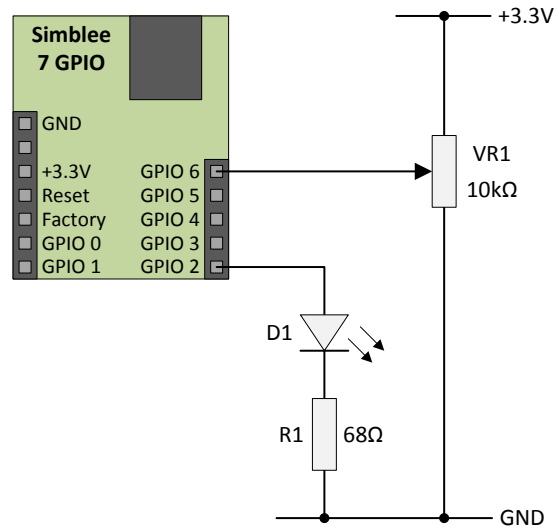 Simblee
7 GPIO
GND
+3.3V
Reset
Factory
GPIO 0
GPIO 1
GPIO 6
GPIO 5
GPIO 4
GPIO 3
GPIO 2
+3.3V
VR1
10kΩ
D1
R1
68Ω
GND